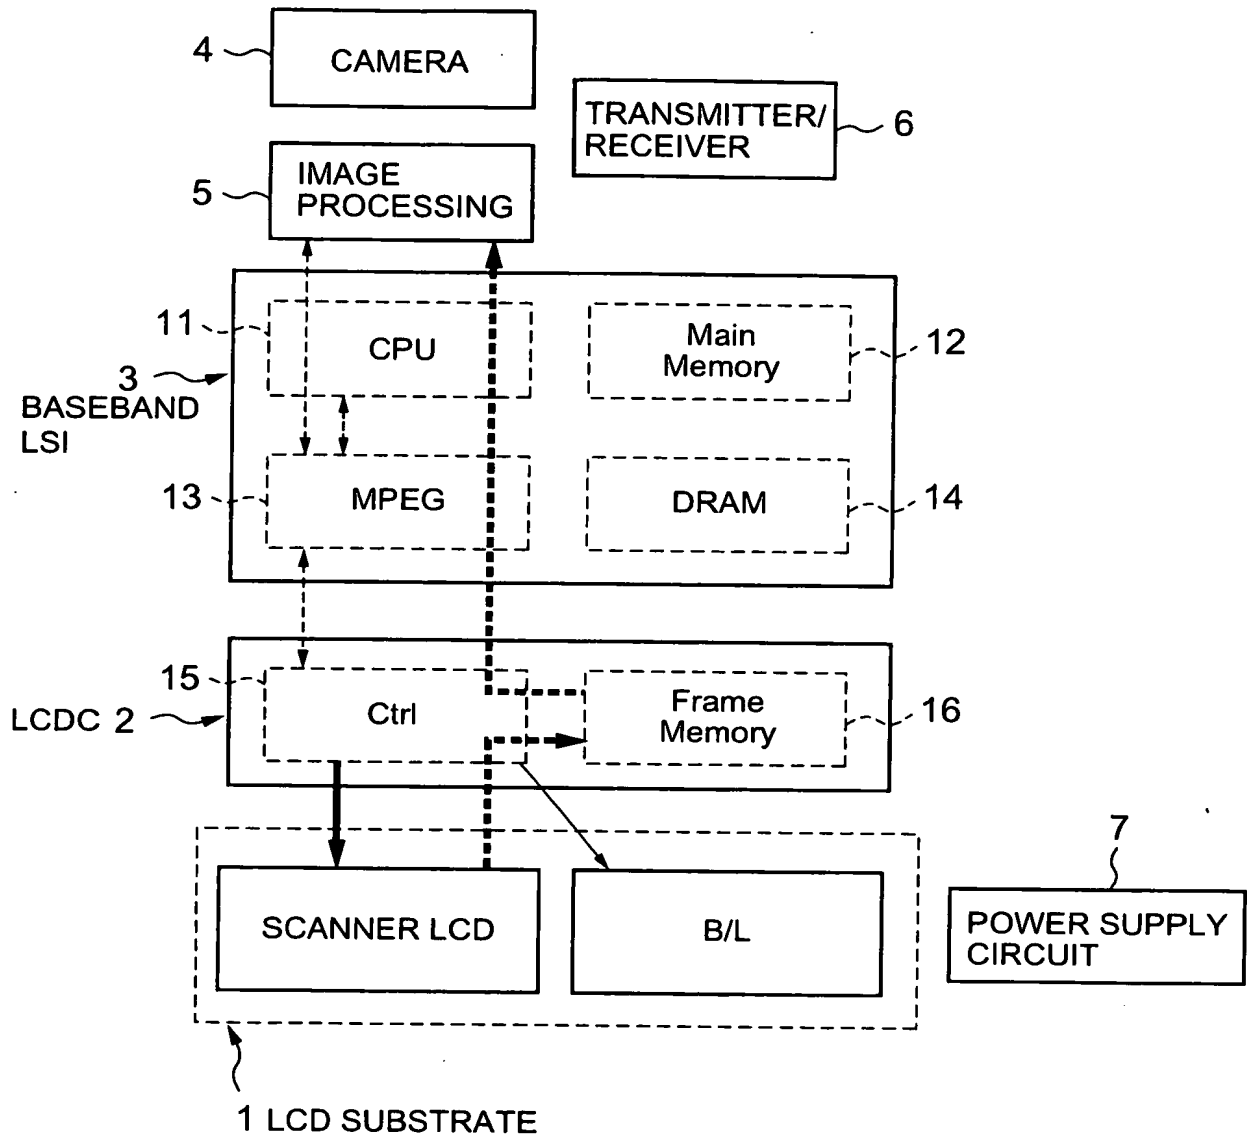 4
CAMERA
TRANSMITTER/
RECEIVER
6
5
IMAGE
PROCESSING
11
CPU
Main
Memory
12
3
BASEBAND
LSI
13
MPEG
DRAM
14
15
Ctrl
Frame
Memory
16
LCDC 2
7
SCANNER LCD
B/L
POWER SUPPLY
CIRCUIT
1 LCD SUBSTRATE